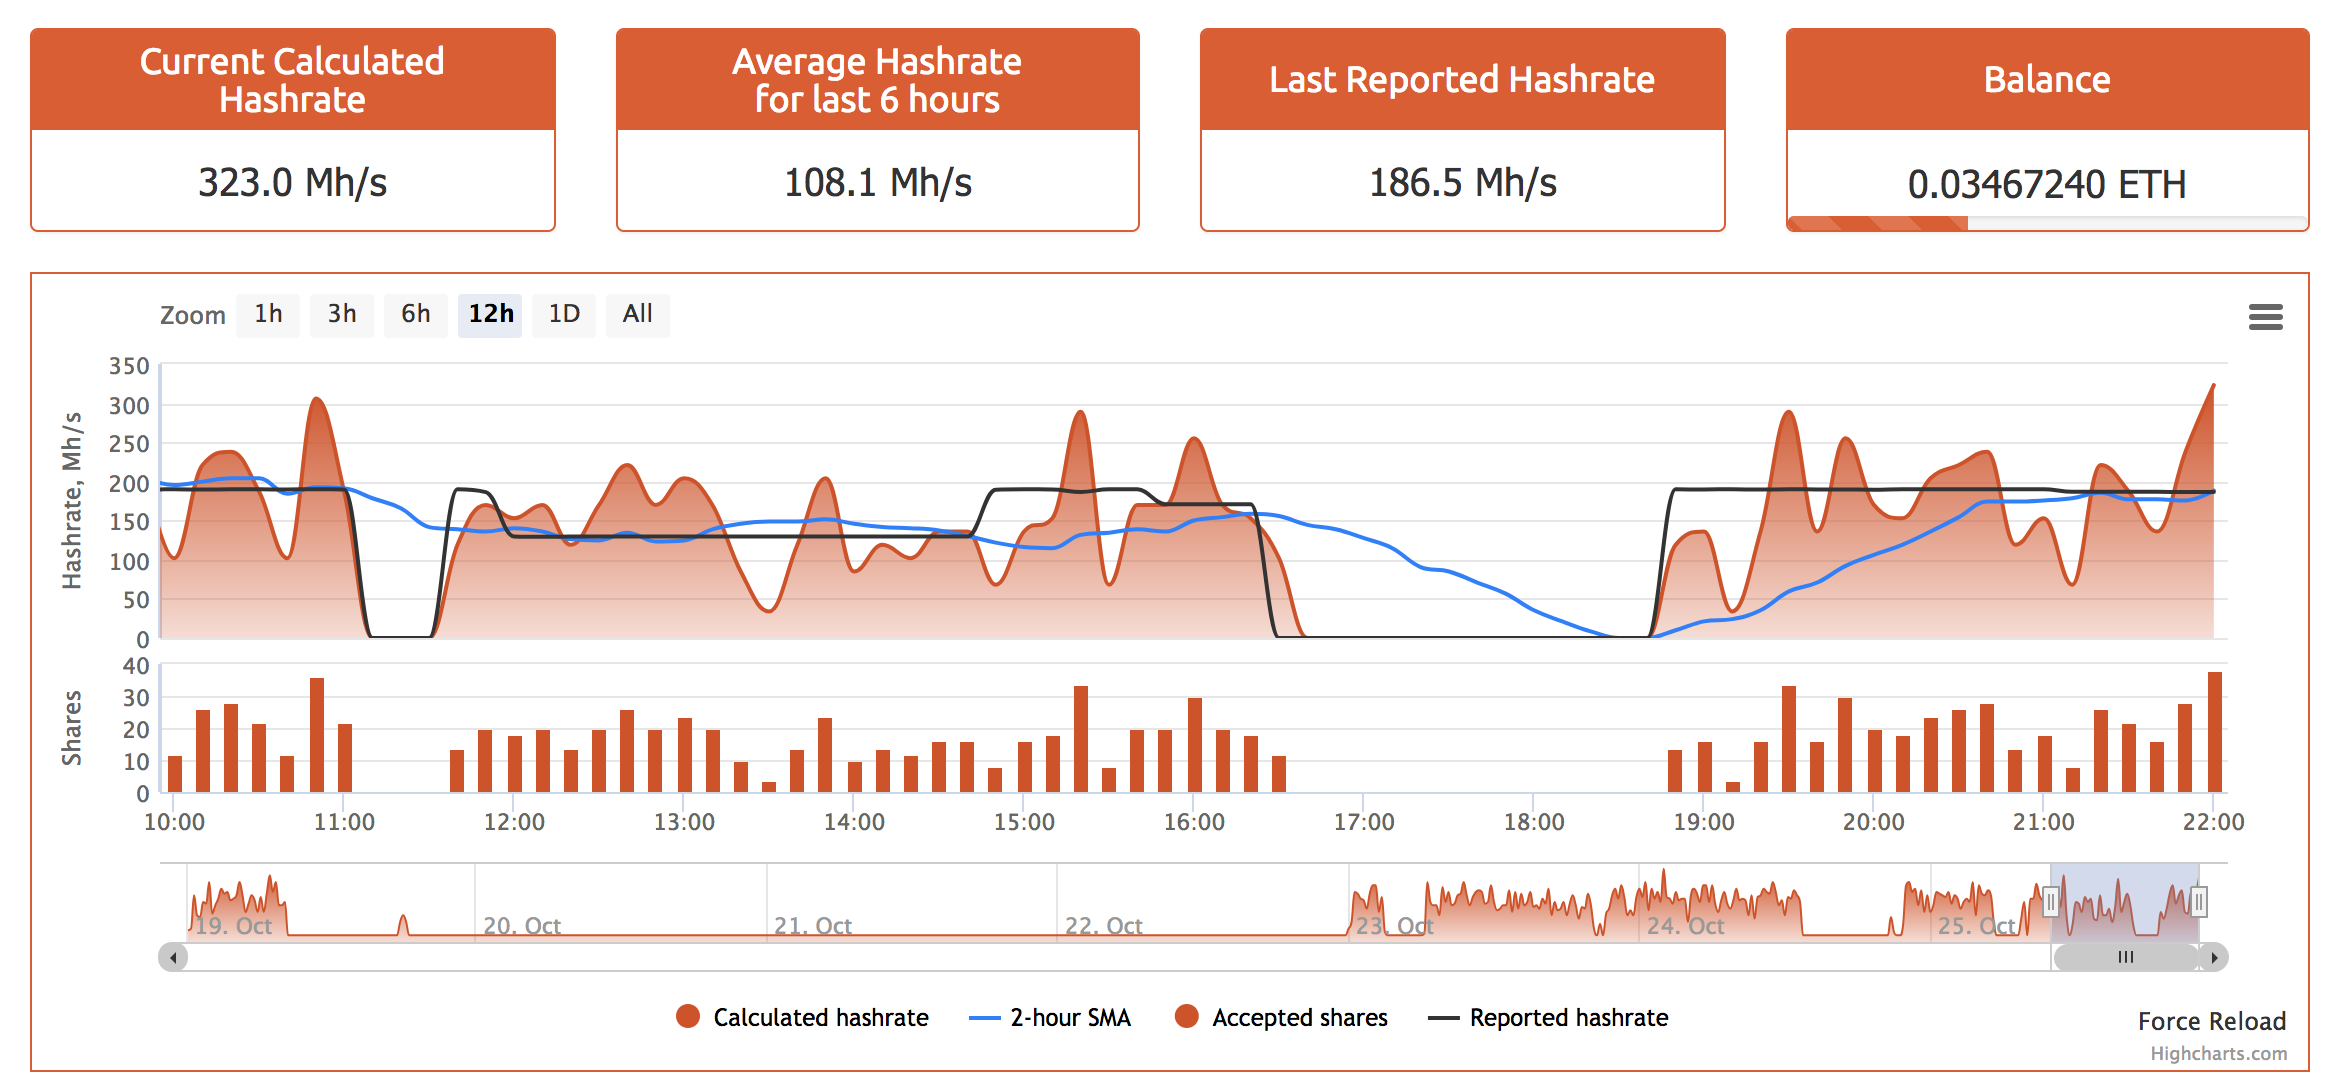 Current Calculated
Hashrate
323.0 Mh/s
Average Hashrate
for last 6 hours
108.1 Mh/s
Last Reported Hashrate
186.5 Mh/s
Balance
0.03467240 ETH
Zoom 1h 3h 6h 12h 1D All
Hashrate, Mh/s
350
300
250
200
150
100
50
0
Shares
40
30
20
10
0
10:00 11:00 12:00 13:00 14:00 15:00 16:00 17:00 18:00 19:00 20:00 21:00 22:00
19. Oct 20. Oct 21. Oct 22. Oct 23. Oct 24. Oct 25. Oct
Calculated hashrate 2-hour SMA Accepted shares Reported hashrate
Force Reload
Highcharts.com